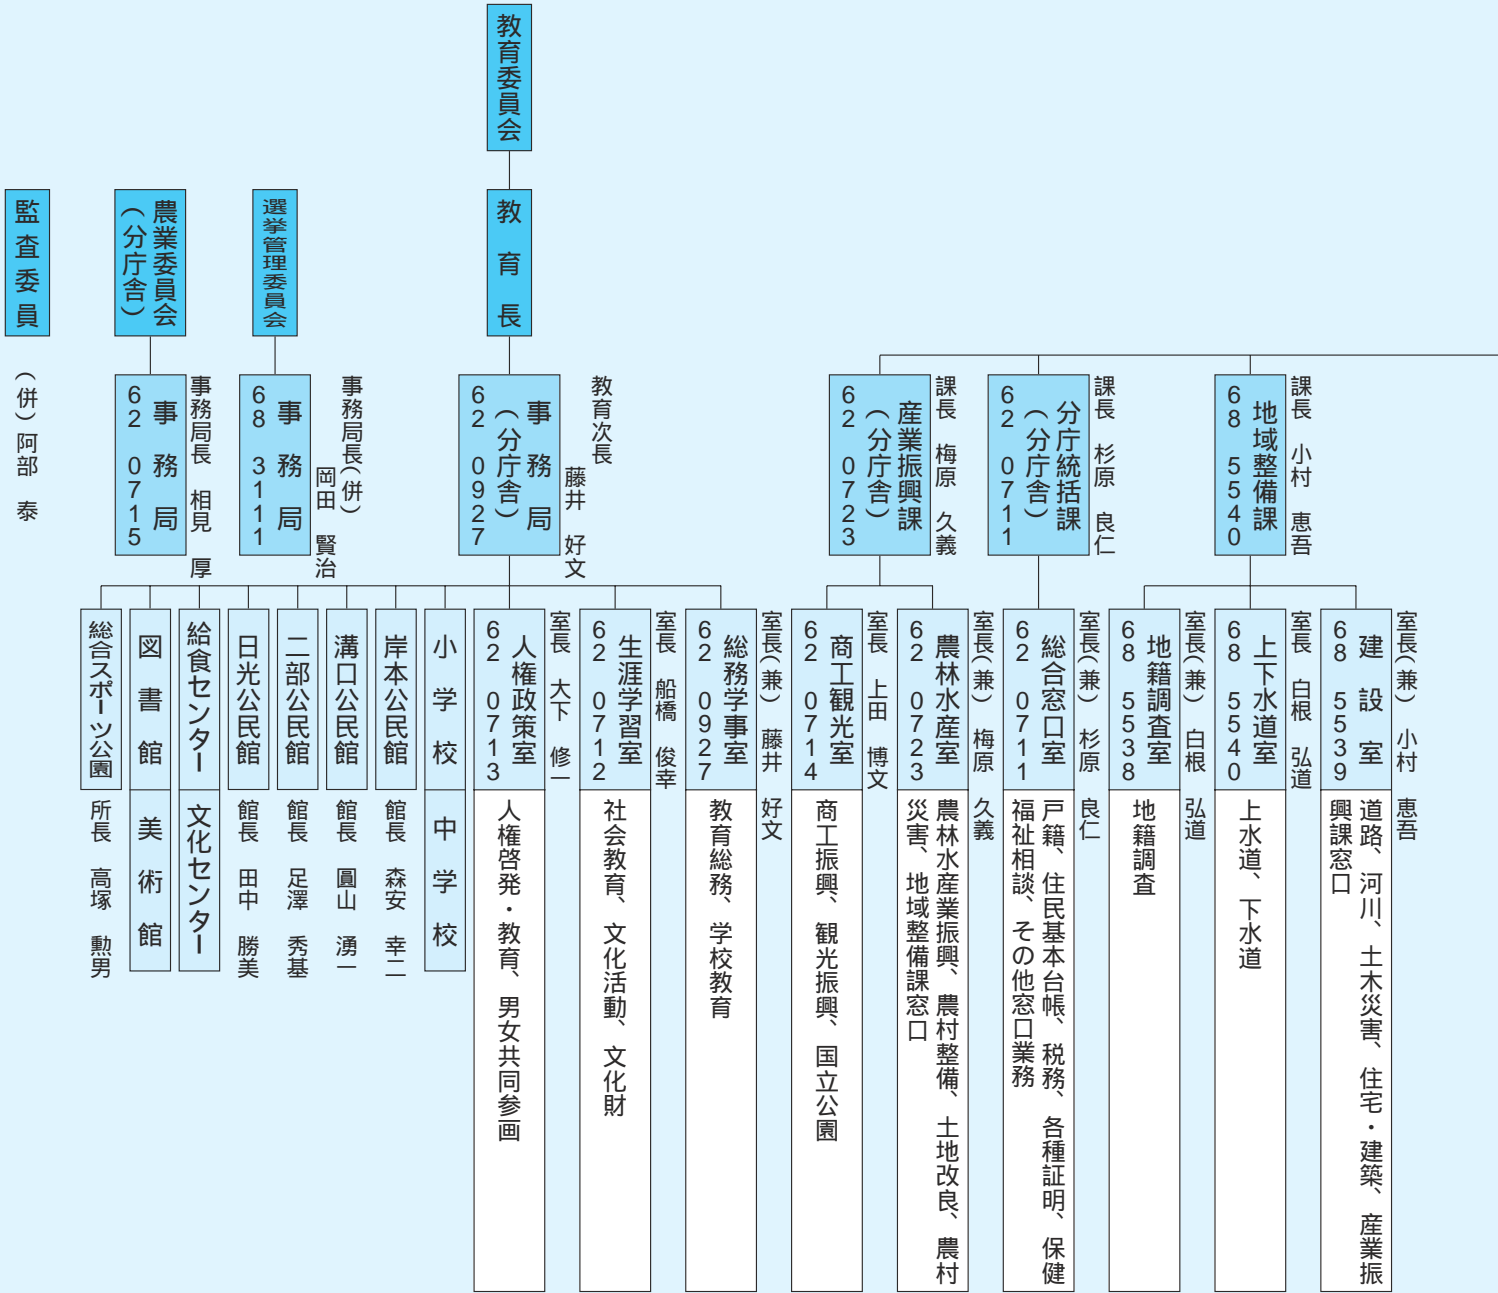 教育委員会
教育長
教育次長
藤井 好文
事務局
(分庁舎)
62 0927
選挙管理委員会
事務局長(併)
岡田 賢治
事務局
68 3111
農業委員会
(分庁舎)
事務局長 相見 厚
事務局
62 0715
監査委員
(併)阿部 泰
課長 小村 恵吾
地域整備課
68 5540
課長 杉原 良仁
分庁統括課
(分庁舎)
62 0711
課長 梅原 久義
産業振興課
(分庁舎)
62 0723
室長(兼) 小村 恵吾
建設室
68 5539
道路、河川、土木災害、住宅・建築、産業振
興課窓口
室長 白根 弘道
上下水道室
68 5540
上水道、下水道
室長(兼) 白根 弘道
地籍調査室
68 5538
地籍調査
室長(兼) 杉原 良仁
総合窓口室
62 0711
戸籍、住民基本台帳、税務、各種証明、保健
福祉相談、その他窓口業務
室長(兼) 梅原 久義
農林水産室
62 0723
農林水産業振興、農村整備、土地改良、農村
災害、地域整備課窓口
室長 上田 博文
商工観光室
62 0714
商工振興、観光振興、国立公園
室長(兼) 藤井 好文
総務学事室
62 0927
教育総務、学校教育
室長 船橋 俊幸
生涯学習室
62 0712
社会教育、文化活動、文化財
室長 大下 修一
人権政策室
62 0713
人権啓発・教育、男女共同参画
小学校
中学校
岸本公民館
館長 森安 幸二
溝口公民館
館長 圓山 湧一
二部公民館
館長 足澤 秀基
日光公民館
館長 田中 勝美
給食センター
文化センター
図書館
美術館
総合スポーツ公園
所長 高塚 勲男